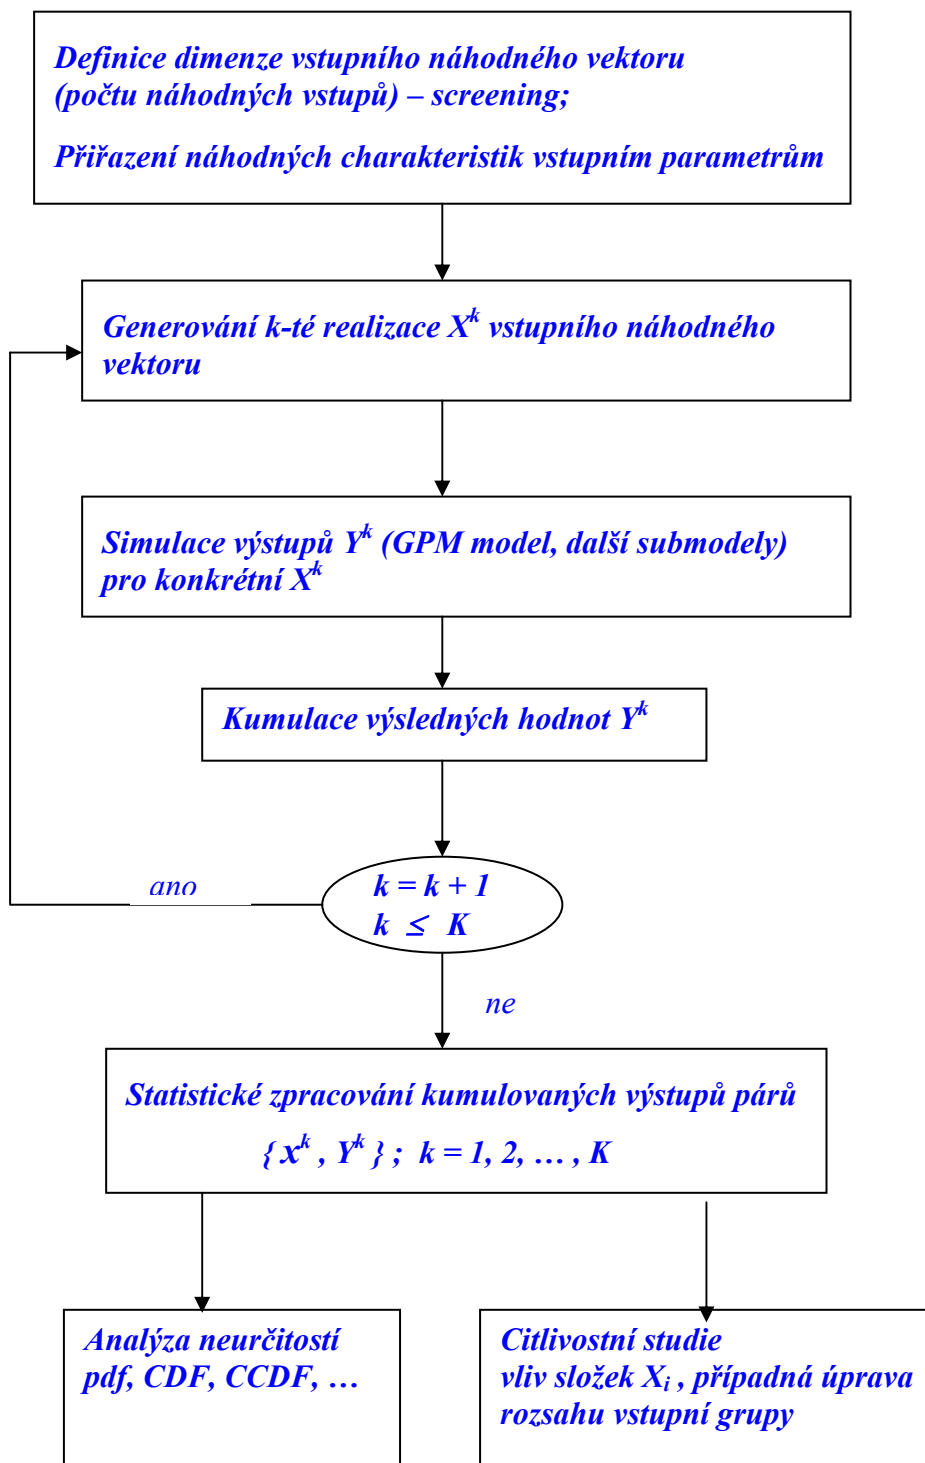 Definice dimenze vstupního náhodného vektoru
(počtu náhodných vstupů) – screening;
Přiřazení náhodných charakteristik vstupním parametrům
Generování k-té realizace X^k vstupního náhodného
vektoru
Simulace výstupů Y^k (GPM model, další submodely)
pro konkrétní X^k
Kumulace výsledných hodnot Y^k
k = k + 1
k ≤ K
ano
ne
Statistické zpracování kumulovaných výstupů párů
{ x^k , Y^k } ; k = 1, 2, … , K
Analýza neurčitostí
pdf, CDF, CCDF, …
Citlivostní studie
vliv složek X_i , případná úprava
rozsahu vstupní grupy